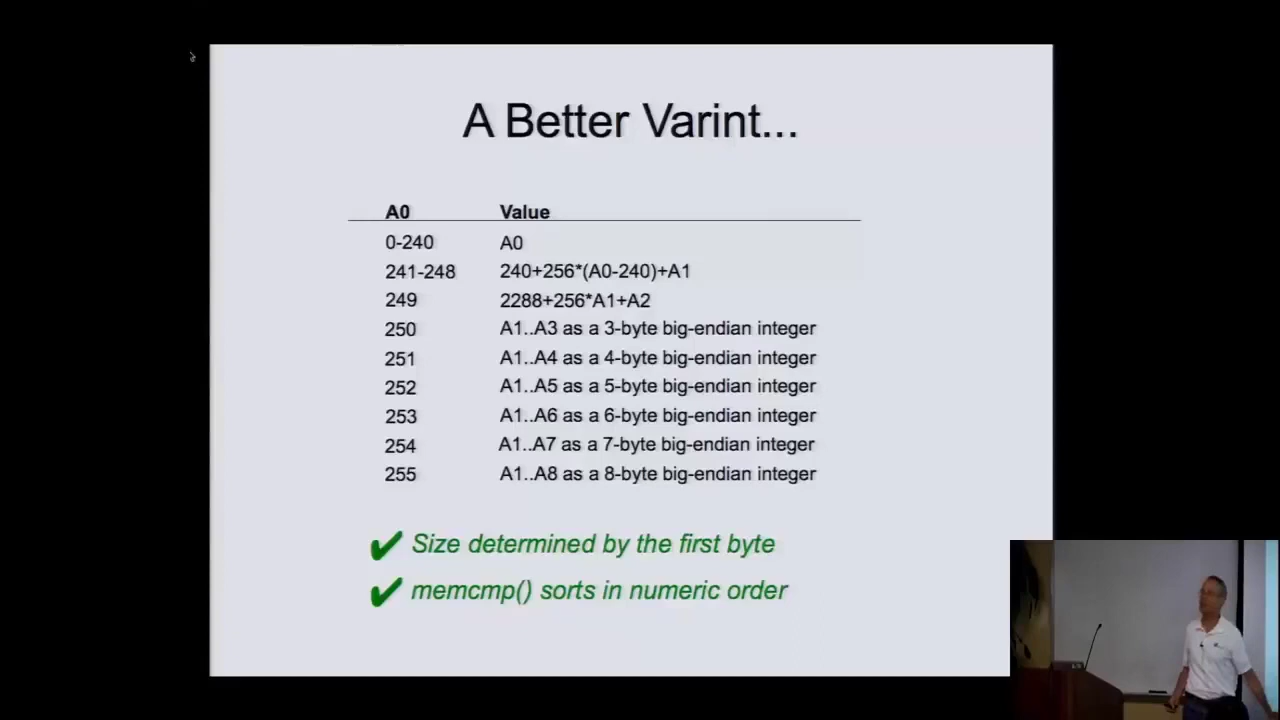 A Better Varint...
A0 Value
0-240 A0
241-248 240+256*(A0-240)+A1
249 2288+256*A1+A2
250 A1..A3 as a 3-byte big-endian integer
251 A1..A4 as a 4-byte big-endian integer
252 A1..A5 as a 5-byte big-endian integer
253 A1..A6 as a 6-byte big-endian integer
254 A1..A7 as a 7-byte big-endian integer
255 A1..A8 as a 8-byte big-endian integer
✔ Size determined by the first byte
✔ memcmp() sorts in numeric order